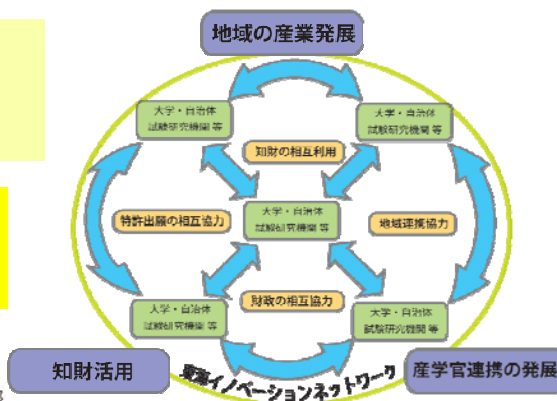 地域の産業発展
大学・自治体
試験研究機関 等
大学・自治体
試験研究機関 等
知財の相互利用
大学・自治体
試験研究機関 等
特許出願の相互協力
地域連携協力
財政の相互協力
大学・自治体
試験研究機関 等
大学・自治体
試験研究機関 等
知財活用
東海イノベーションネットワーク
産学官連携の発展